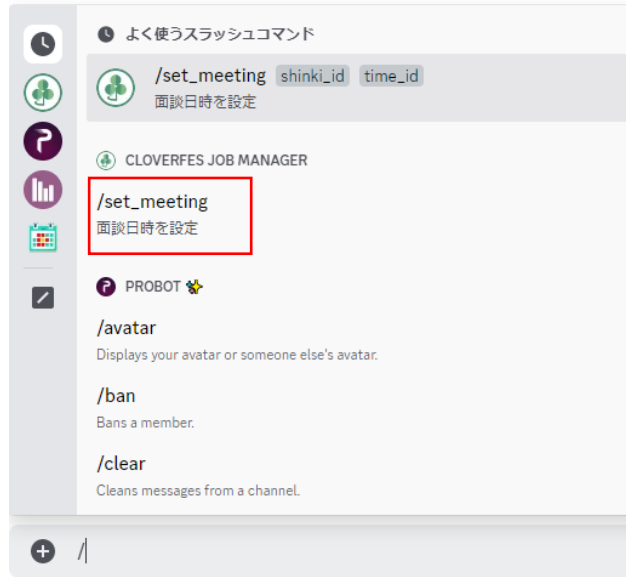 よく使うスラッシュコマンド
/set_meeting shinki_id time_id
面談日時を設定
CLOVERFES JOB MANAGER
/set_meeting
面談日時を設定
PROBOT
/avatar
Displays your avatar or someone else's avatar.
/ban
Bans a member.
/clear
Cleans messages from a channel.
/